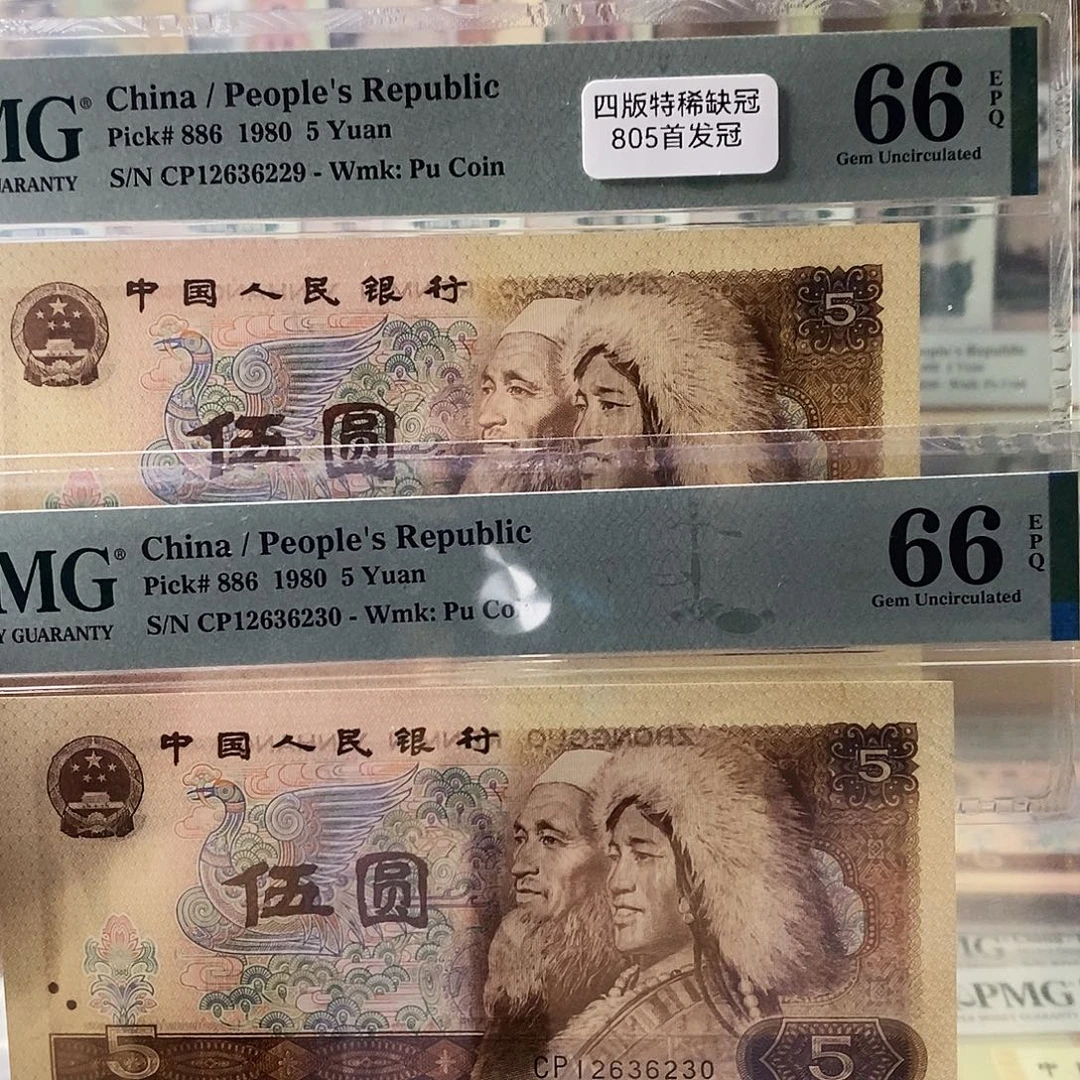 MG® China / People's Republic
Pick# 886 1980 5 Yuan
ARANTY S/N CP12636229 - Wmk: Pu Coin
四版特稀缺冠
805首发冠
66 EPQ
Gem Uncirculated
中国人民银行
5
伍圆
MG® China / People's Republic
Pick# 886 1980 5 Yuan
Y GUARANTY S/N CP12636230 - Wmk: Pu Co
66 EPQ
Gem Uncirculated
中国人民银行
5
伍圆
5
CP12636230
5
PMG